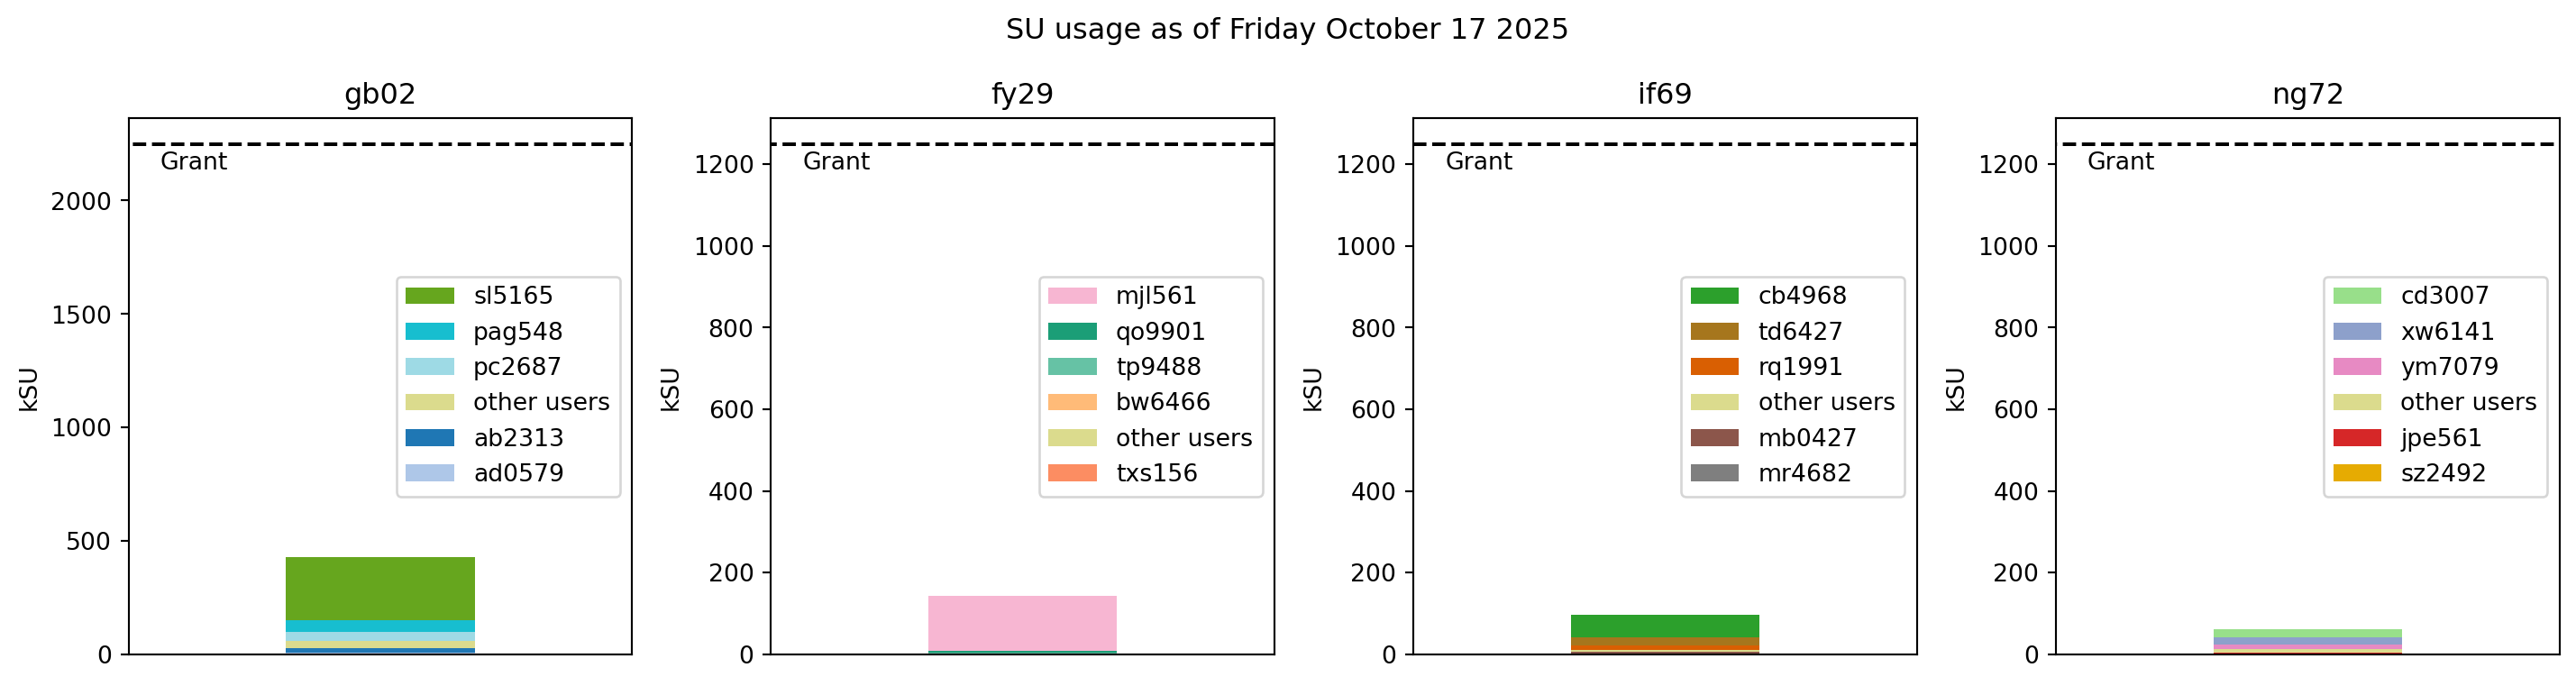 SU usage as of Friday October 17 2025
gb02
kSU
2000
1500
1000
500
0
Grant
sl5165
pag548
pc2687
other users
ab2313
ad0579
fy29
kSU
1200
1000
800
600
400
200
0
Grant
mjl561
qo9901
tp9488
bw6466
other users
txs156
if69
kSU
1200
1000
800
600
400
200
0
Grant
cb4968
td6427
rq1991
other users
mb0427
mr4682
ng72
kSU
1200
1000
800
600
400
200
0
Grant
cd3007
xw6141
ym7079
other users
jpe561
sz2492